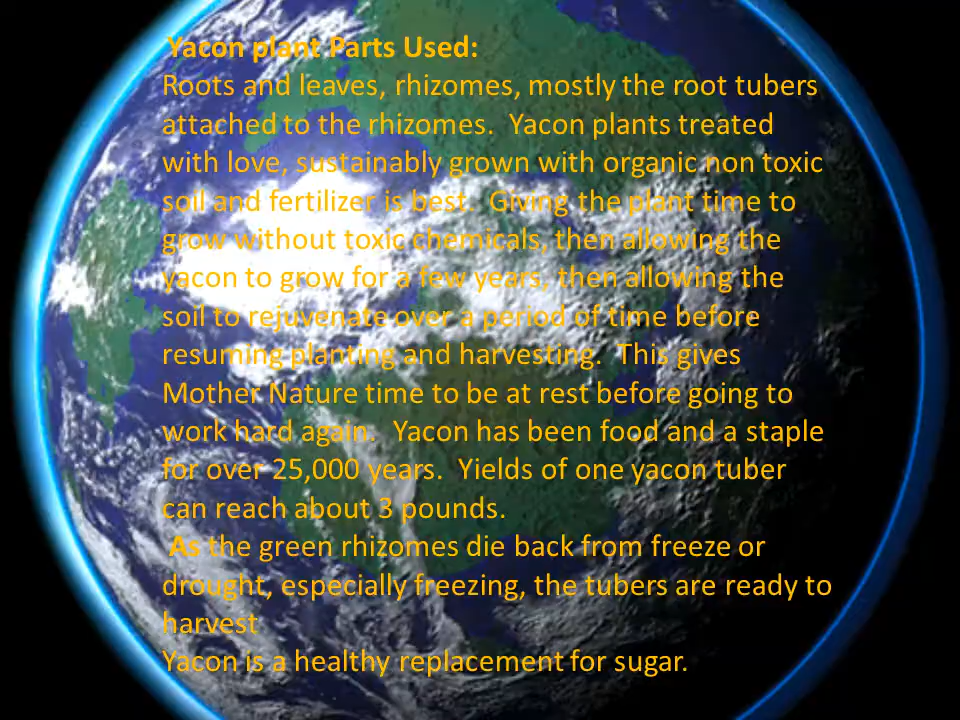 Yacon plant Parts Used:
Roots and leaves, rhizomes, mostly the root tubers
attached to the rhizomes.  Yacon plants treated
with love, sustainably grown with organic non toxic
soil and fertilizer is best.  Giving the plant time to
grow without toxic chemicals, then allowing the
yacon to grow for a few years, then allowing the
soil to rejuvenate over a period of time before
resuming planting and harvesting.  This gives
Mother Nature time to be at rest before going to
work hard again.  Yacon has been food and a staple
for over 25,000 years.  Yields of one yacon tuber
can reach about 3 pounds.
As the green rhizomes die back from freeze or
drought, especially freezing, the tubers are ready to
harvest
Yacon is a healthy replacement for sugar.